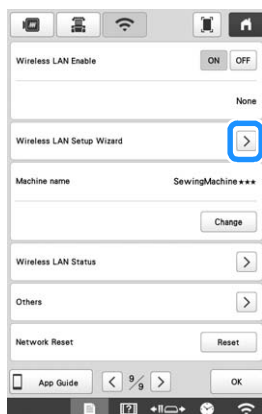 Wireless LAN Enable ON OFF
None
Wireless LAN Setup Wizard >
Machine name SewingMachine***
Change
Wireless LAN Status >
Others >
Network Reset Reset
App Guide < 9/9 > OK